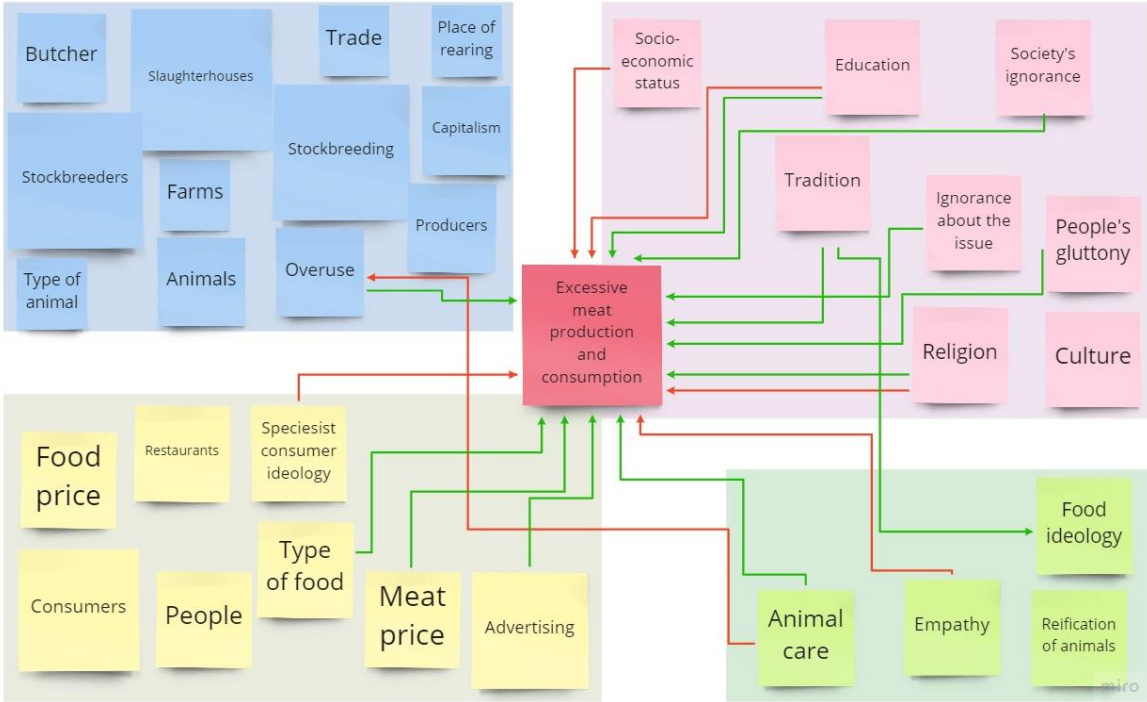 Butcher
Slaughterhouses
Trade
Place of
rearing
Stockbreeders
Farms
Stockbreeding
Capitalism
Producers
Type of
animal
Animals
Overuse
Socio-
economic
status
Education
Society's
ignorance
Tradition
Ignorance
about the
issue
People's
gluttony
Religion
Culture
Excessive
meat
production
and
consumption
Food
price
Restaurants
Speciesist
consumer
ideology
Consumers
People
Type
of food
Meat
price
Advertising
Food
ideology
Animal
care
Empathy
Reification
of animals
miro